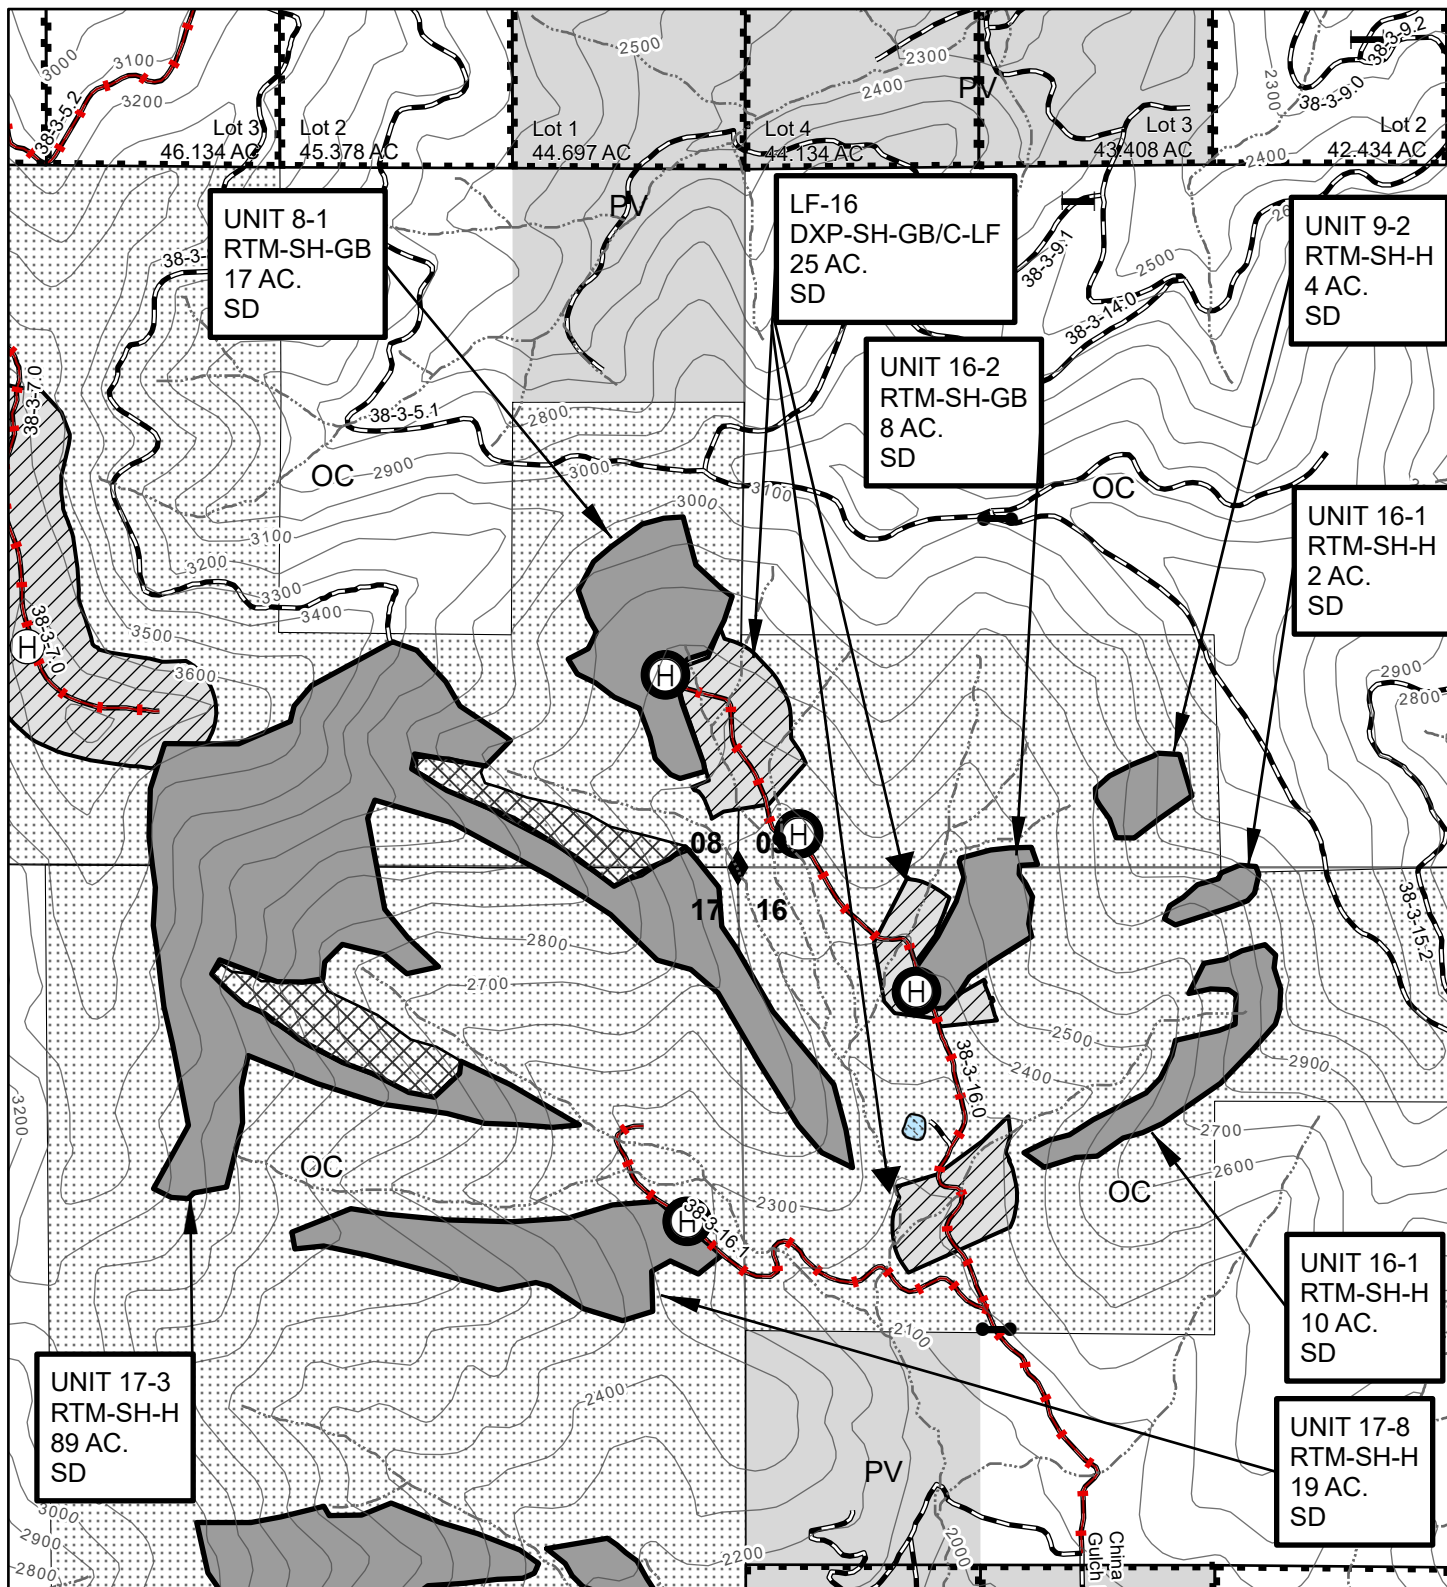 3000
3100
3200
38-3-5.2
Lot 3
46.134 AC
Lot 2
45.378 AC
2500
Lot 1
44.697 AC
2300
2400
PV
Lot 4
44.134 AC
Lot 3
43.408 AC
2300
38-3-9.2
38-3-9.0
Lot 2
42.434 AC
2400
UNIT 8-1
RTM-SH-GB
17 AC.
SD
38-3-
PV
LF-16
DXP-SH-GB/C-LF
25 AC.
SD
38-3-9.1
2500
38-3-14.0
UNIT 9-2
RTM-SH-H
4 AC.
SD
UNIT 16-2
RTM-SH-GB
8 AC.
SD
38-3-7.0
38-3-5.1
2800
OC
2900
3000
3000
3100
OC
UNIT 16-1
RTM-SH-H
2 AC.
SD
3100
3200
3300
3400
3500
3600
H
38-3-7.0
H
2900
2800
08
09
H
17
16
2800
2700
H
38-3-15.2
2500
2400
2900
38-3-16.0
3200
2700
2600
OC
OC
2300
H
38-3-16.1
2100
UNIT 16-1
RTM-SH-H
10 AC.
SD
UNIT 17-3
RTM-SH-H
89 AC.
SD
2400
UNIT 17-8
RTM-SH-H
19 AC.
SD
PV
3000
2900
2800
2200
2000
China
Gulch